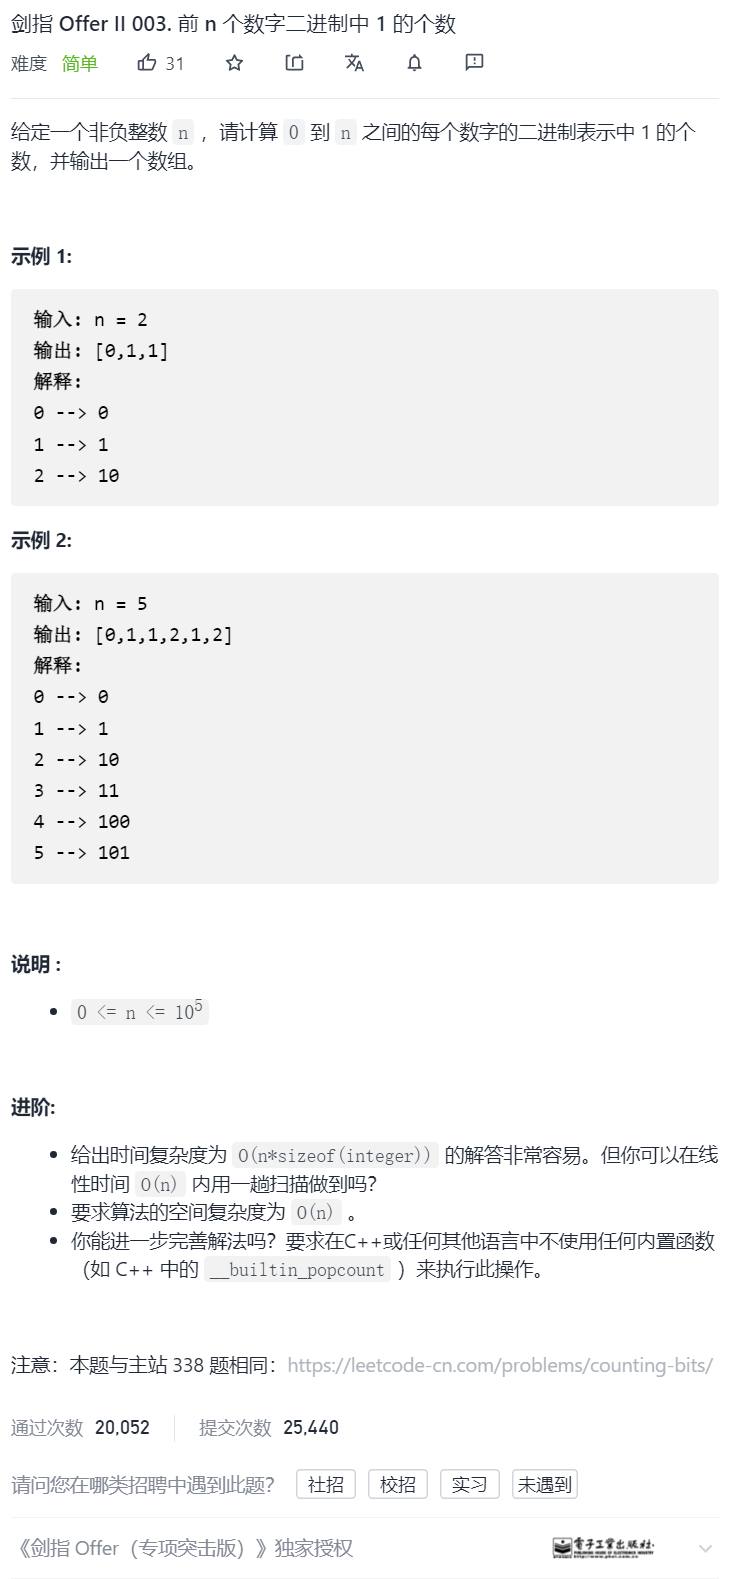 剑指 Offer II 003. 前 n 个数字二进制中 1 的个数
难度 简单 31
给定一个非负整数 n ，请计算 0 到 n 之间的每个数字的二进制表示中 1 的个
数，并输出一个数组。
示例 1:
输入: n = 2
输出: [0,1,1]
解释:
0 --> 0
1 --> 1
2 --> 10
示例 2:
输入: n = 5
输出: [0,1,1,2,1,2]
解释:
0 --> 0
1 --> 1
2 --> 10
3 --> 11
4 --> 100
5 --> 101
说明 :
• 0 <= n <= 10⁵
进阶:
• 给出时间复杂度为 O(n*sizeof(integer)) 的解答非常容易。但你可以在线
性时间 O(n) 内用一趟扫描做到吗？
• 要求算法的空间复杂度为 O(n) 。
• 你能进一步完善解法吗？要求在C++或任何其他语言中不使用任何内置函数
（如 C++ 中的 __builtin_popcount ）来执行此操作。
注意：本题与主站 338 题相同：https://leetcode-cn.com/problems/counting-bits/
通过次数 20,052 提交次数 25,440
请问您在哪类招聘中遇到此题？ 社招 校招 实习 未遇到
《剑指 Offer（专项突击版）》独家授权 电子工业出版社